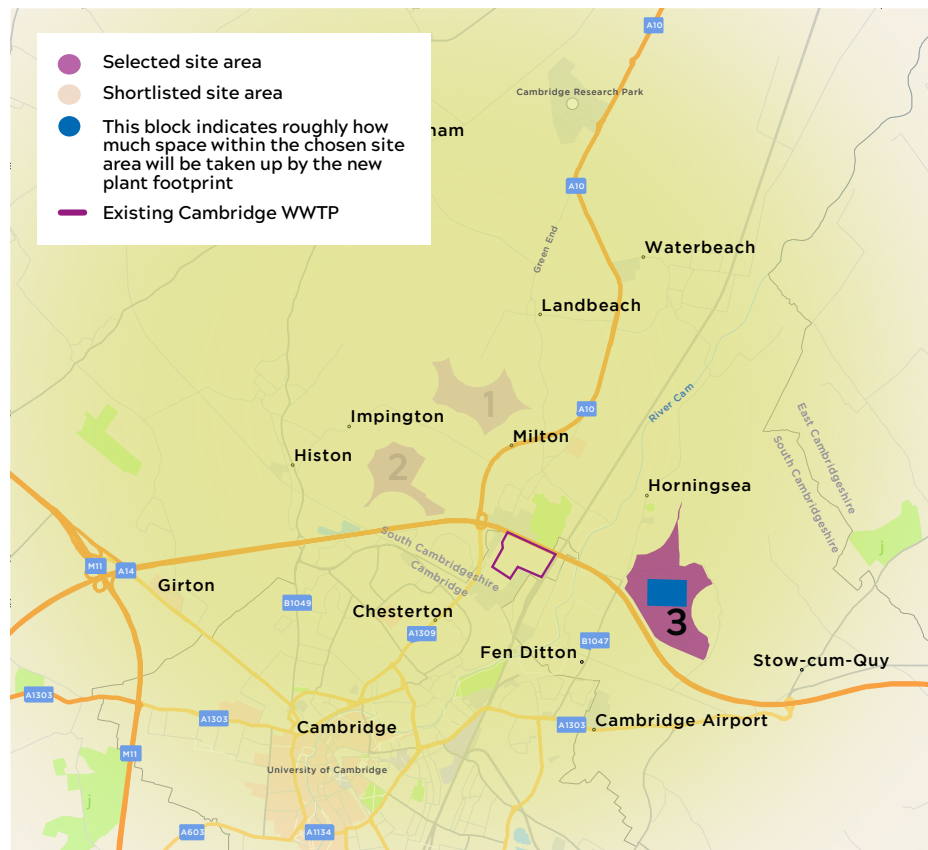 Selected site area
Shortlisted site area
This block indicates roughly how
much space within the chosen site
area will be taken up by the new
plant footprint
Existing Cambridge WWTP
A10
Cambridge Research Park
ham
A10
Green End
Waterbeach
Landbeach
River Cam
A10
1
Impington
Milton
2
Histon
Horningsea
East Cambridgeshire
South Cambridgeshire
South Cambridgeshire
Cambridge
j
M11
A14
Girton
B1049
3
Chesterton
A1309
B1047
Fen Ditton
Stow-cum-Quy
A1303
A1303
Cambridge
A1303
Cambridge Airport
M11
University of Cambridge
j
A603
A1134